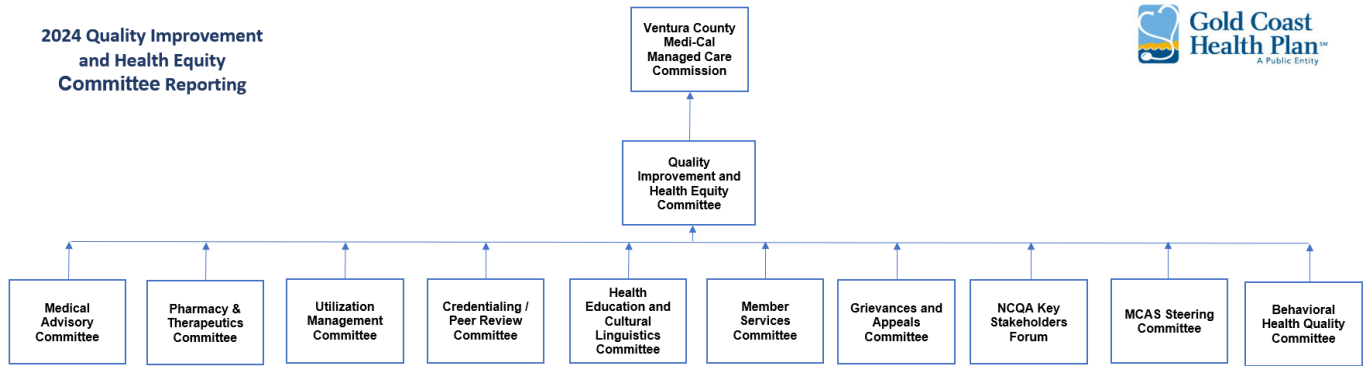 2024 Quality Improvement
and Health Equity
Committee Reporting
Ventura County
Medi-Cal
Managed Care
Commission
Gold Coast
Health Plan℠
A Public Entity
Quality
Improvement and
Health Equity
Committee
Medical
Advisory
Committee
Pharmacy &
Therapeutics
Committee
Utilization
Management
Committee
Credentialing /
Peer Review
Committee
Health
Education and
Cultural
Linguistics
Committee
Member
Services
Committee
Grievances and
Appeals
Committee
NCQA Key
Stakeholders
Forum
MCAS Steering
Committee
Behavioral
Health Quality
Committee